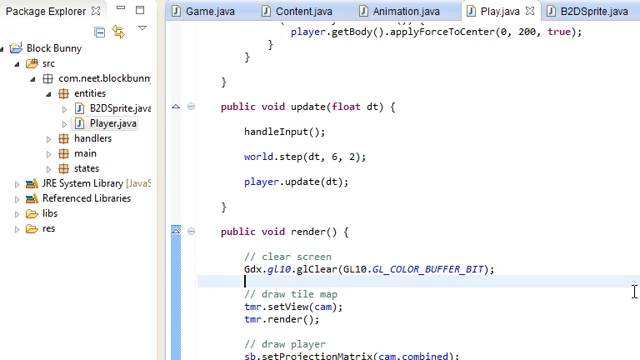 Package Explorer
Block Bunny
src
com.neet.blockbunny
entities
B2DSprite.java
Player.java
handlers
main
states
JRE System Library [JavaS
Referenced Libraries
libs
res
Game.java Content.java Animation.java Play.java B2DSprite.java
player.getBody().applyForceToCenter(0, 200, true);
}
}
}
public void update(float dt) {
handleInput();
world.step(dt, 6, 2);
player.update(dt);
}
public void render() {
// clear screen
Gdx.gl10.glClear(GL10.GL_COLOR_BUFFER_BIT);
// draw tile map
tmr.setView(cam);
tmr.render();
// draw player
sb.setProjectionMatrix(cam.combined);